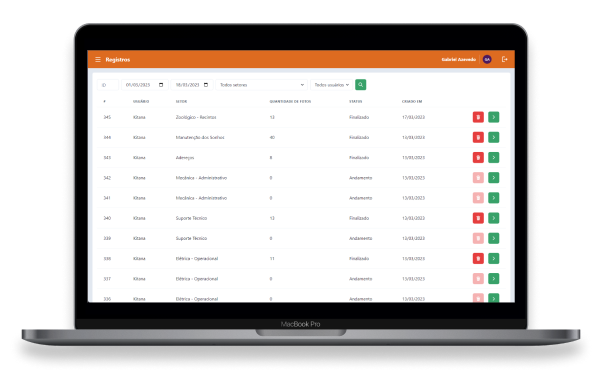 Registros Gabriel Azevedo GA
ID 01/03/2023 18/03/2023 Todos setores Todos usuários
# USUÁRIO SETOR QUANTIDADE DE FOTOS STATUS CRIADO EM
345 Kitana Zoológico - Recintos 13 Finalizado 17/03/2023
344 Kitana Manutenção dos Sonhos 40 Finalizado 13/03/2023
343 Kitana Adereços 8 Finalizado 13/03/2023
342 Kitana Mecânica - Administrativo 0 Andamento 13/03/2023
341 Kitana Mecânica - Administrativo 0 Andamento 13/03/2023
340 Kitana Suporte Técnico 13 Finalizado 13/03/2023
339 Kitana Suporte Técnico 0 Andamento 13/03/2023
338 Kitana Elétrica - Operacional 11 Finalizado 13/03/2023
337 Kitana Elétrica - Operacional 0 Andamento 13/03/2023
336 Kitana Elétrica - Operacional 0 Andamento 13/03/2023
MacBook Pro